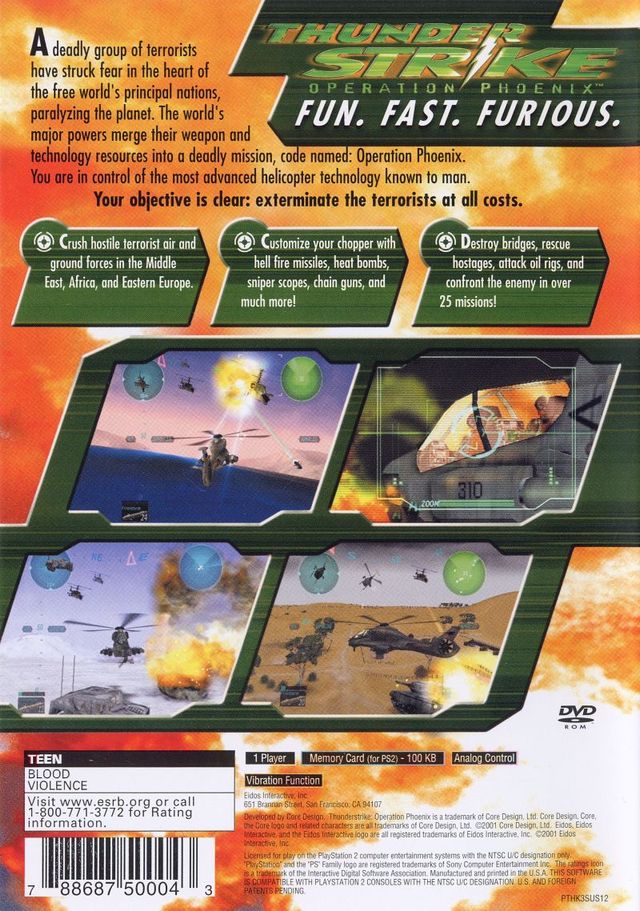 THUNDER
STRIKE
OPERATION PHOENIX™
FUN. FAST. FURIOUS.
A deadly group of terrorists
have struck fear in the heart of
the free world's principal nations,
paralyzing the planet. The world's
major powers merge their weapon and
technology resources into a deadly mission, code named: Operation Phoenix.
You are in control of the most advanced helicopter technology known to man.
Your objective is clear: exterminate the terrorists at all costs.
Crush hostile terrorist air and
ground forces in the Middle
East, Africa, and Eastern Europe.
Customize your chopper with
hell fire missiles, heat bombs,
sniper scopes, chain guns, and
much more!
Destroy bridges, rescue
hostages, attack oil rigs, and
confront the enemy in over
25 missions!
24
310
ZOOM
NE
E
DVD
ROM
TEEN
BLOOD
VIOLENCE
Visit www.esrb.org or call
1-800-771-3772 for Rating
information.
7 88687 50004 3
1 Player
Memory Card (for PS2) - 100 KB
Analog Control
Vibration Function
Eidos Interactive, Inc.
651 Brannan Street, San Francisco, CA 94107
Developed by Core Design. Thunderstrike: Operation Phoenix is a trademark of Core Design, Ltd. Core Design, Core,
the Core logo and related characters are all trademarks of Core Design, Ltd. ©2001 Core Design, Ltd. Eidos, Eidos
Interactive, and the Eidos Interactive logo are all registered trademarks of Eidos Interactive, Inc. ©2001 Eidos
Interactive, Inc.
Licensed for play on the PlayStation 2 computer entertainment systems with the NTSC U/C designation only.
"PlayStation" and the "PS" Family logo are registered trademarks of Sony Computer Entertainment Inc. The ratings icon
is a trademark of the Interactive Digital Software Association. Manufactured and printed in the U.S.A. THIS SOFTWARE
IS COMPATIBLE WITH PLAYSTATION 2 CONSOLES WITH THE NTSC U/C DESIGNATION. U.S. AND FOREIGN
PATENTS PENDING.
PTHK3SUS12